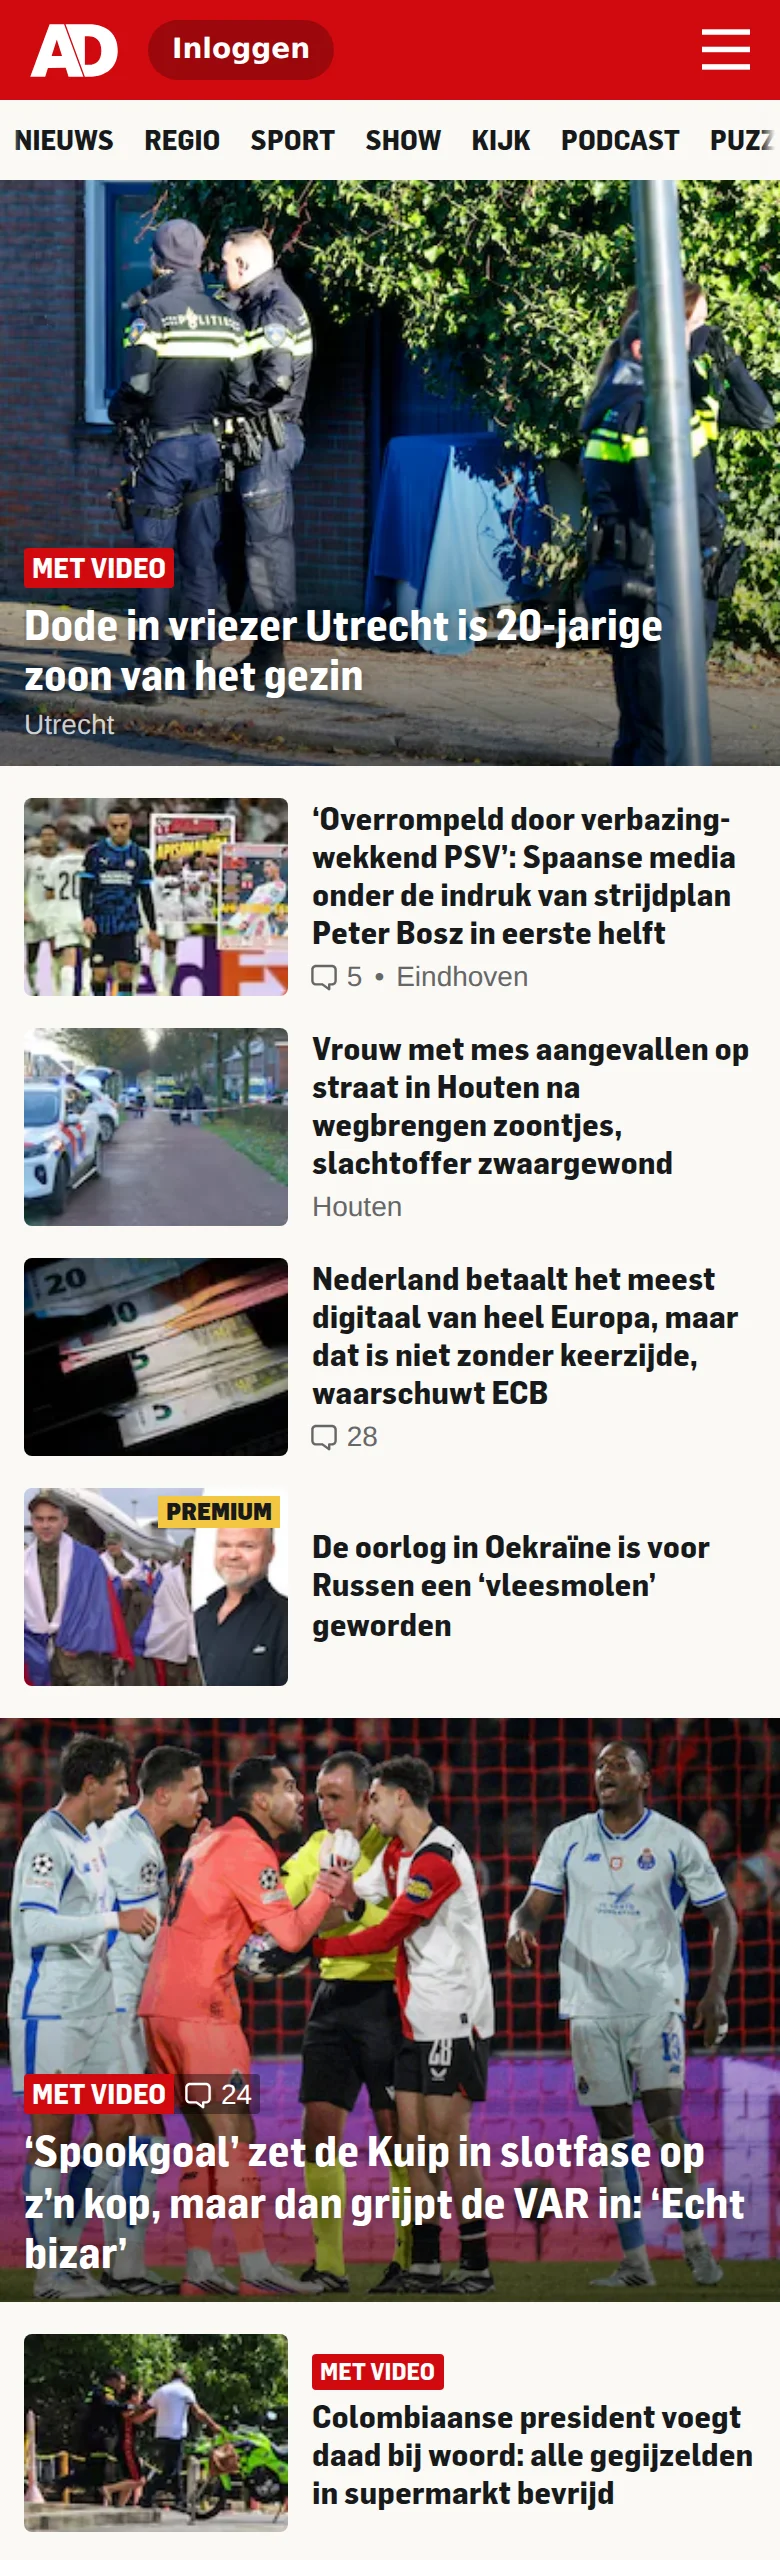 AD
Inloggen
NIEUWS REGIO SPORT SHOW KIJK PODCAST PUZZ
POLITIE
MET VIDEO
Dode in vriezer Utrecht is 20-jarige
zoon van het gezin
Utrecht
‘Overrompeld door verbazing-
wekkend PSV’: Spaanse media
onder de indruk van strijdplan
Peter Bosz in eerste helft
5 • Eindhoven
Vrouw met mes aangevallen op
straat in Houten na
wegbrengen zoontjes,
slachtoffer zwaargewond
Houten
20
Nederland betaalt het meest
digitaal van heel Europa, maar
dat is niet zonder keerzijde,
waarschuwt ECB
28
PREMIUM
De oorlog in Oekraïne is voor
Russen een ‘vleesmolen’
geworden
MET VIDEO 24
‘Spookgoal’ zet de Kuip in slotfase op
z’n kop, maar dan grijpt de VAR in: ‘Echt
bizar’
MET VIDEO
Colombiaanse president voegt
daad bij woord: alle gegijzelden
in supermarkt bevrijd